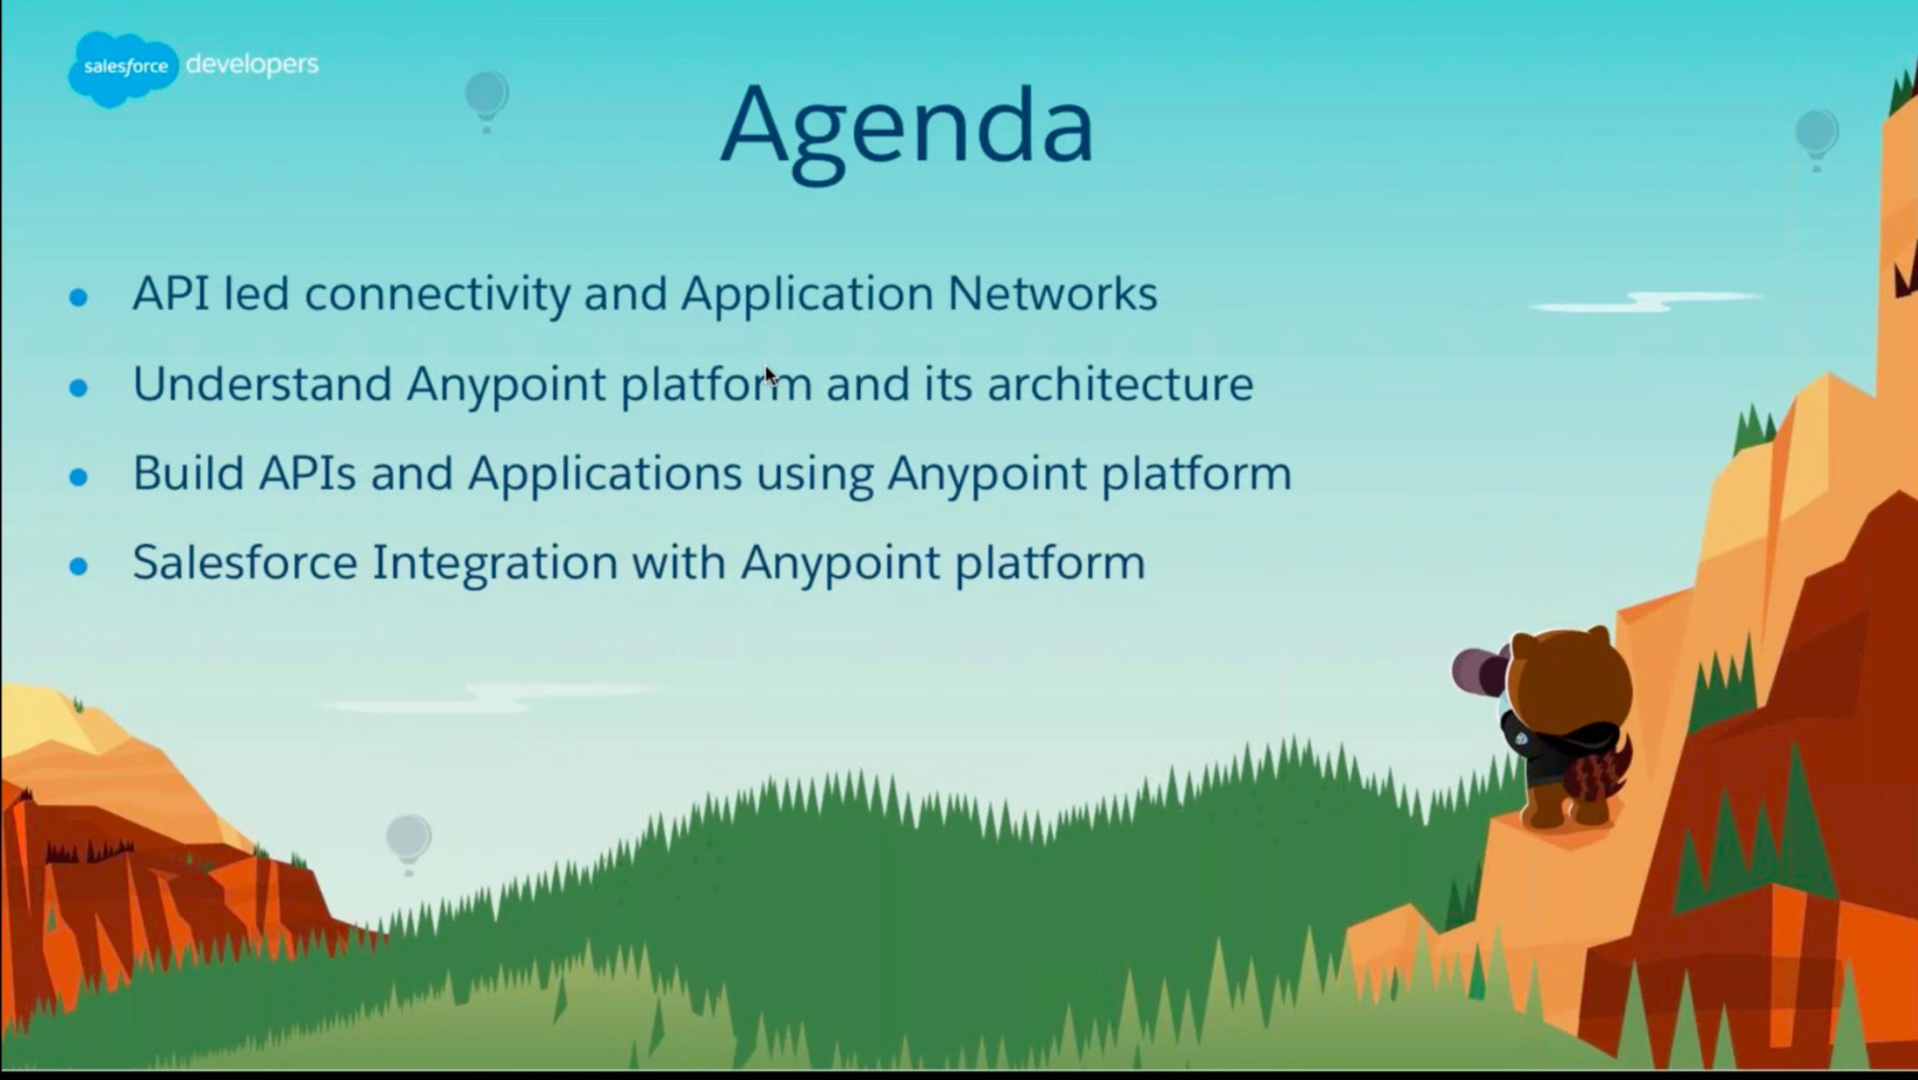 salesforce developers
Agenda
API led connectivity and Application Networks
Understand Anypoint platform and its architecture
Build APIs and Applications using Anypoint platform
Salesforce Integration with Anypoint platform